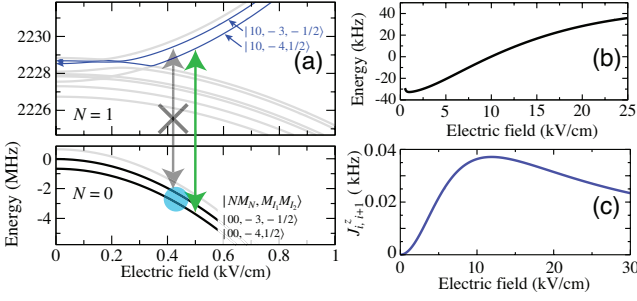 2230
2228
2226
N = 1
|10, −3, −1/2⟩
|10, −4,1/2⟩
(a)
0
-2
-4
N = 0
|NM_N, M_{I_1} M_{I_2}⟩
|00, −3, −1/2⟩
|00, −4,1/2⟩
Energy (MHz)
0
0.2
0.4
0.6
0.8
1
Electric field (kV/cm)
40
20
0
-20
-40
Energy (kHz)
(b)
0
5
10
15
20
25
Electric field (kV/cm)
0.04
0.02
0
J^z_{i, i+1} (kHz)
(c)
0
10
20
30
Electric field (kV/cm)